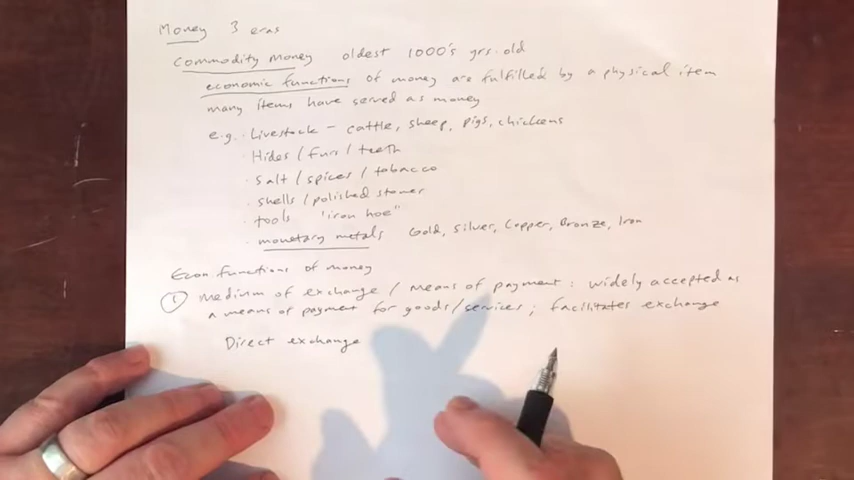 Money 3 eras
Commodity Money oldest 1000's yrs. old
economic functions of money are fulfilled by a physical item
many items have served as money
e.g. · Livestock - cattle, sheep, pigs, chickens
· Hides / furs / teeth
· salt / spices / tobacco
· shells / polished stones
· tools "iron hoe"
· monetary metals Gold, Silver, Copper, Bronze, Iron
Econ functions of money
① Medium of exchange / means of payment : widely accepted as
a means of payment for goods/services ; facilitates exchange
Direct exchange